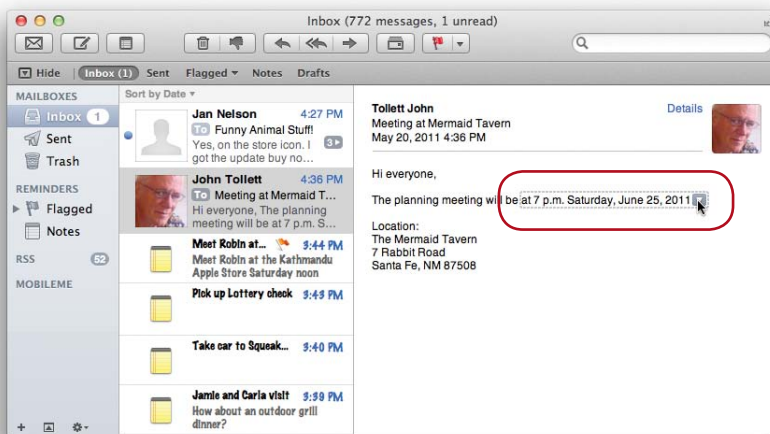 Inbox (772 messages, 1 unread)
Hide
Inbox (1)
Sent
Flagged
Notes
Drafts
MAILBOXES
Inbox 1
Sent
Trash
REMINDERS
Flagged
Notes
RSS 52
MOBILEME
Sort by Date
Jan Nelson 4:27 PM
To Funny Animal Stuff!
Yes, on the store icon. I 3
got the update buy no...
John Tollett 4:36 PM
To Meeting at Mermaid T...
Hi everyone, The planning
meeting will be at 7 p.m. S...
Meet Robin at... 3:44 PM
Meet Robin at the Kathmandu
Apple Store Saturday noon
Pick up Lottery check 3:43 PM
Take car to Squeak... 3:40 PM
Jamie and Carla visit 3:39 PM
How about an outdoor grill
dinner?
Tollett John Details
Meeting at Mermaid Tavern
May 20, 2011 4:36 PM
Hi everyone,
The planning meeting will be at 7 p.m. Saturday, June 25, 2011
Location:
The Mermaid Tavern
7 Rabbit Road
Santa Fe, NM 87508